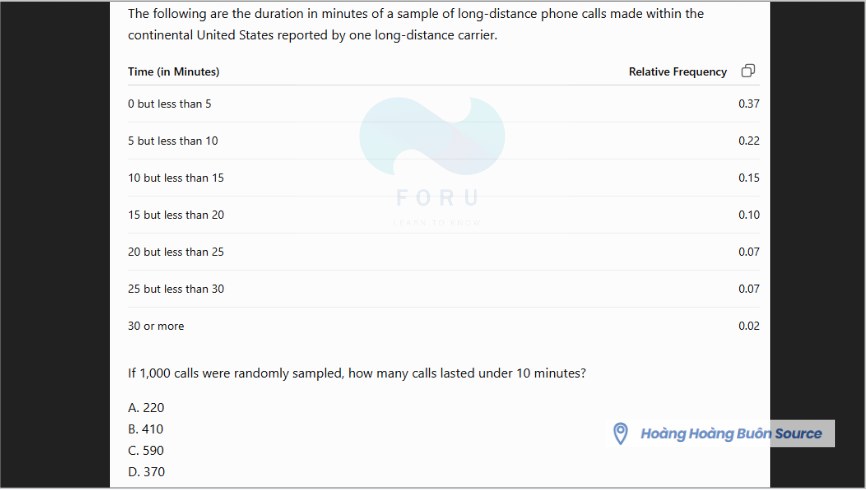 The following are the duration in minutes of a sample of long-distance phone calls made within the
continental United States reported by one long-distance carrier.
Time (in Minutes) Relative Frequency
0 but less than 5 0.37
5 but less than 10 0.22
10 but less than 15 0.15
FORU
15 but less than 20 0.10
20 but less than 25 0.07
25 but less than 30 0.07
30 or more 0.02
If 1,000 calls were randomly sampled, how many calls lasted under 10 minutes?
A. 220
B. 410
Hoàng Hoàng Buôn Source
C. 590
D. 370